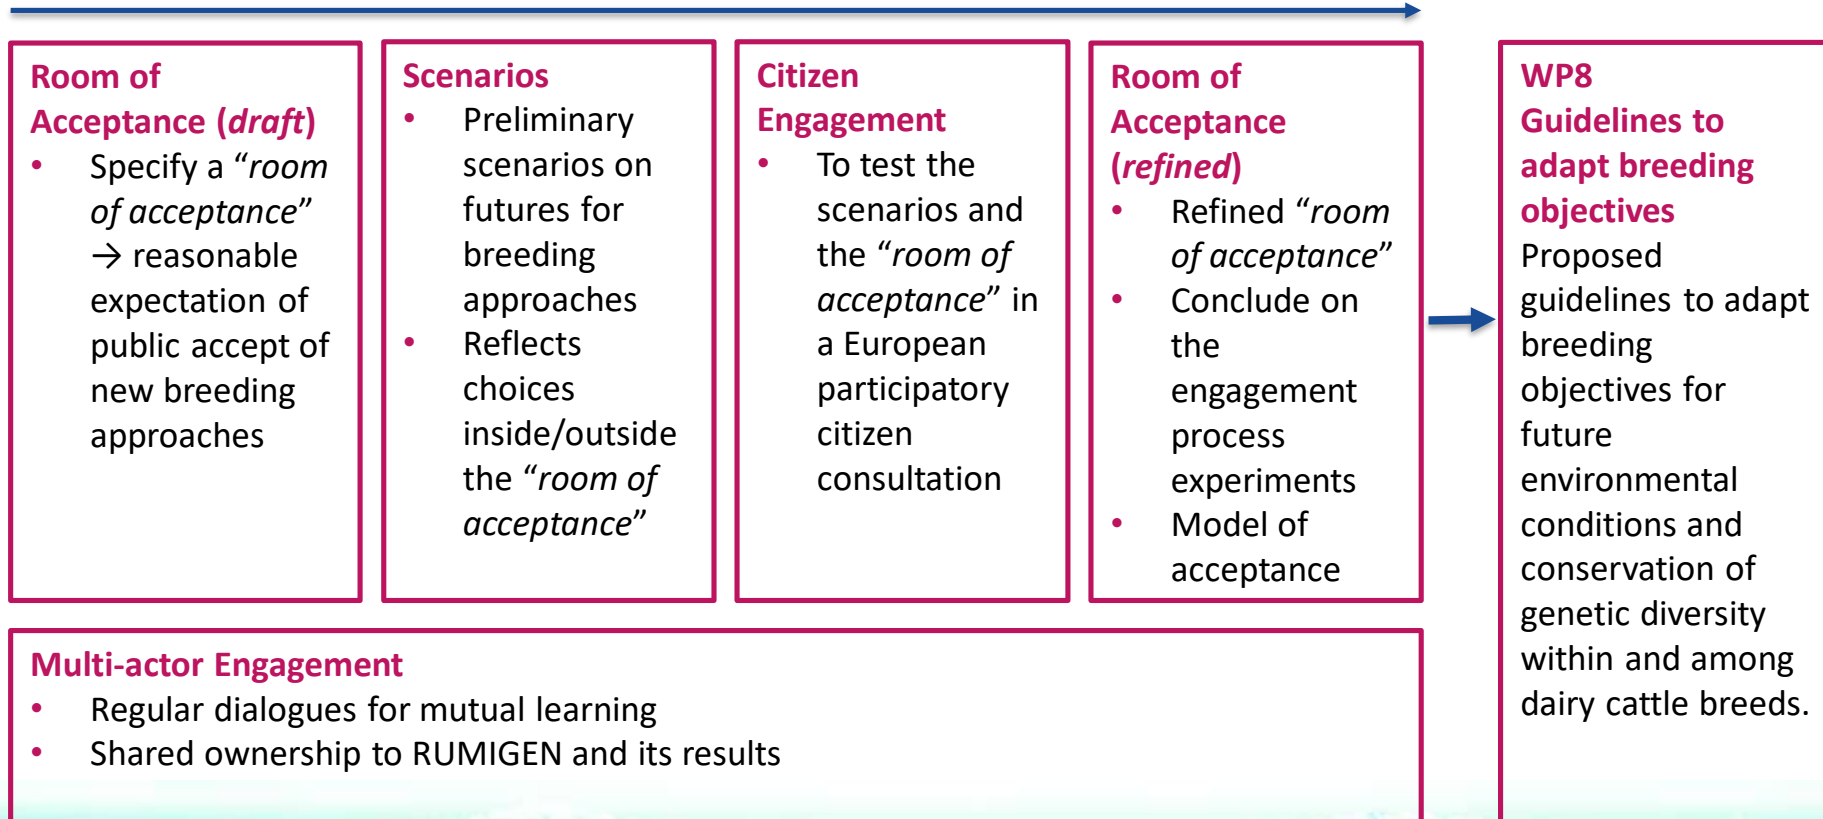 Room of
Acceptance (draft)
• Specify a “room
of acceptance”
→ reasonable
expectation of
public accept of
new breeding
approaches
Scenarios
• Preliminary
scenarios on
futures for
breeding
approaches
• Reflects
choices
inside/outside
the “room of
acceptance”
Citizen
Engagement
• To test the
scenarios and
the “room of
acceptance” in
a European
participatory
citizen
consultation
Room of
Acceptance
(refined)
• Refined “room
of acceptance”
• Conclude on
the
engagement
process
experiments
• Model of
acceptance
WP8
Guidelines to
adapt breeding
objectives
Proposed
guidelines to adapt
breeding
objectives for
future
environmental
conditions and
conservation of
genetic diversity
within and among
dairy cattle breeds.
Multi-actor Engagement
• Regular dialogues for mutual learning
• Shared ownership to RUMIGEN and its results